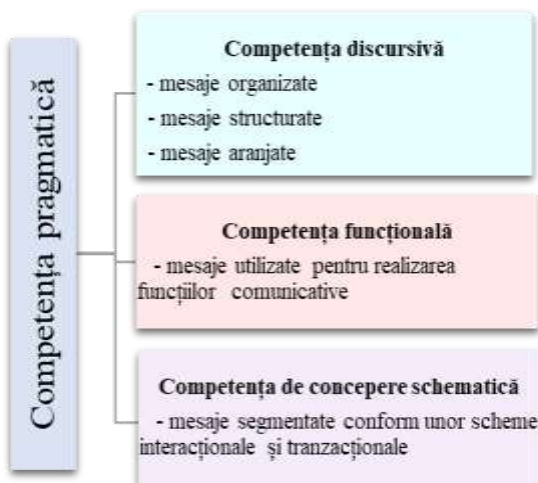 Competența pragmatică
Competența discursivă
- mesaje organizate
- mesaje structurate
- mesaje aranjate
Competența funcțională
- mesaje utilizate pentru realizarea
funcțiilor comunicative
Competența de concepere schematică
- mesaje segmentate conform unor scheme
interacționale și tranzacționale